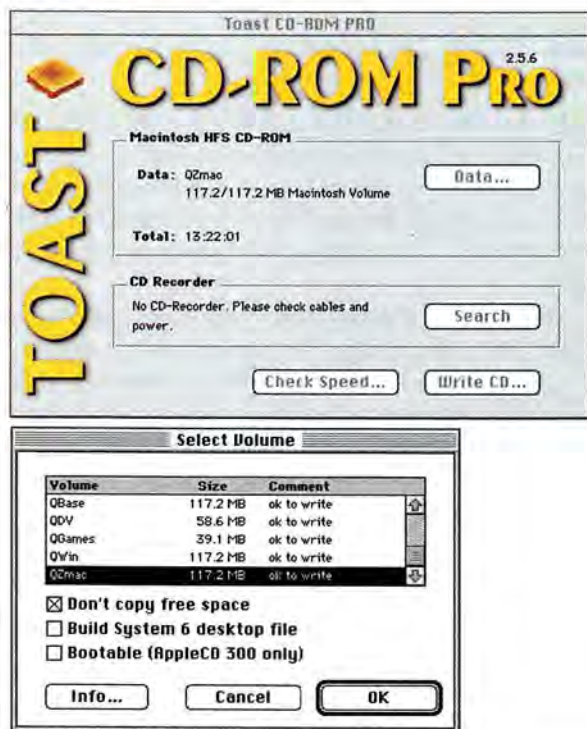 Toast CD-ROM PRO
TOAST
CD-ROM PRO
2.5.6
Macintosh HFS CD-ROM
Data: QZmac
117.2/117.2 MB Macintosh Volume
Data...
Total: 13:22:01
CD Recorder
No CD-Recorder. Please check cables and
power.
Search
Check Speed...
Write CD...
Select Volume
Volume Size Comment
QBase 117.2 MB ok to write
QDV 58.6 MB ok to write
QGames 39.1 MB ok to write
QWin 117.2 MB ok to write
QZmac 117.2 MB ok to write
Don't copy free space
Build System 6 desktop file
Bootable (AppleCD 300 only)
Info...
Cancel
OK